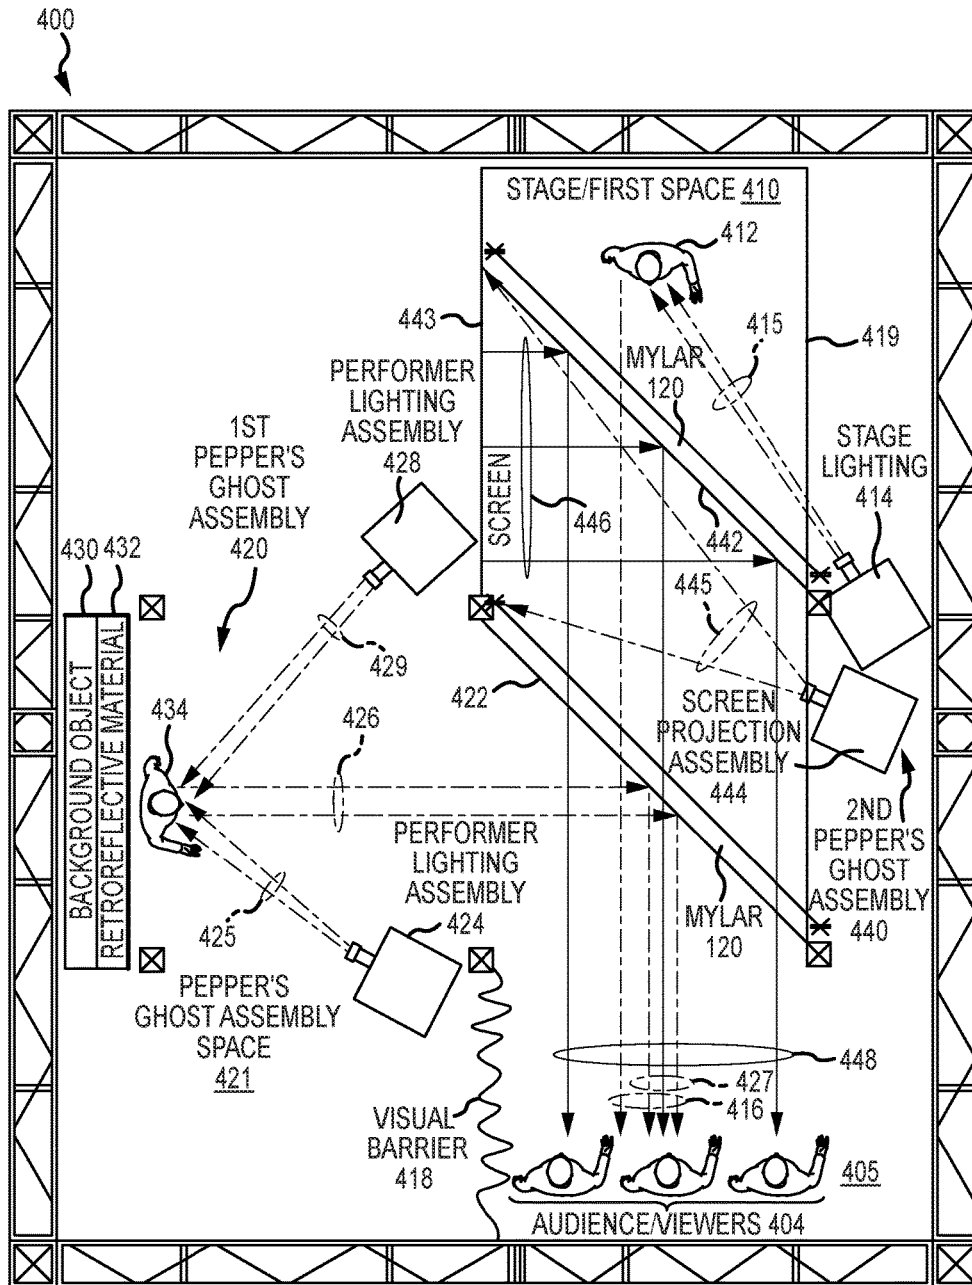 400
STAGE/FIRST SPACE 410
412
443
415
419
MYLAR
120
PERFORMER
LIGHTING
ASSEMBLY
428
1ST
PEPPER'S
GHOST
ASSEMBLY
420
STAGE
LIGHTING
414
SCREEN
446
442
430
432
445
429
422
BACKGROUND OBJECT
RETROREFLECTIVE MATERIAL
434
426
SCREEN
PROJECTION
ASSEMBLY
444
2ND
PEPPER'S
GHOST
ASSEMBLY
440
PERFORMER
LIGHTING
ASSEMBLY
424
425
MYLAR
120
PEPPER'S
GHOST ASSEMBLY
SPACE
421
448
427
416
VISUAL
BARRIER
418
405
AUDIENCE/VIEWERS 404